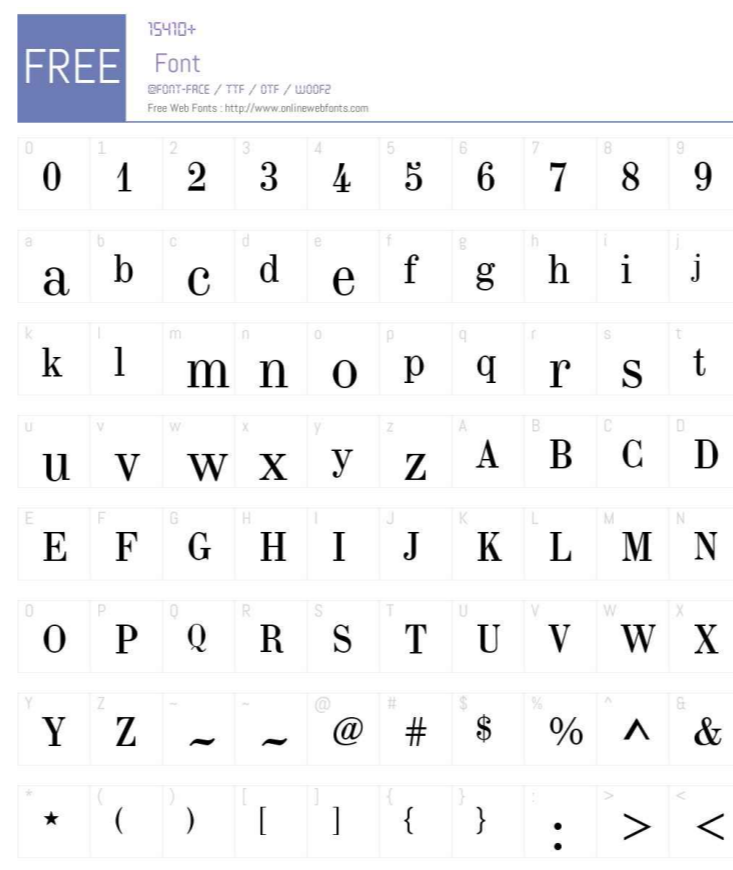 FREE
15410+
Font
@FONT-FACE / TTF / OTF / WOOF2
Free Web Fonts : http://www.onlinewebfonts.com
0 1 2 3 4 5 6 7 8 9
0 1 2 3 4 5 6 7 8 9
a b c d e f g h i j
a b c d e f g h i j
k l m n o p q r s t
k l m n o p q r s t
u v w x y z A B C D
u v w x y z A B C D
E F G H I J K L M N
E F G H I J K L M N
O P Q R S T U V W X
O P Q R S T U V W X
Y Z ~ ~ @ # $ % ^ &
Y Z ~ ~ @ # $ % ^ &
* ( ) [ ] { } : > <
★ ( ) [ ] { } : > <